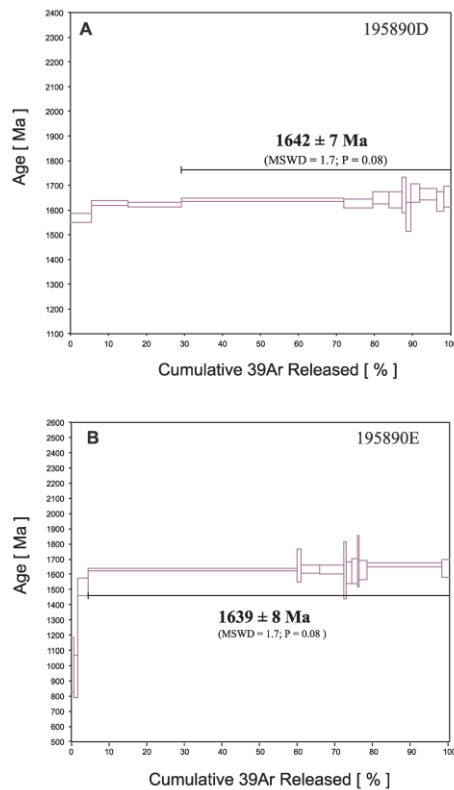 A
195890D
2400
2300
2200
2100
2000
1900
1800
1700
1600
1500
1400
1300
1200
1100
Age [ Ma ]
1642 ± 7 Ma
(MSWD = 1.7; P = 0.08)
0 10 20 30 40 50 60 70 80 90 100
Cumulative 39Ar Released [ % ]
B
195890E
2600
2500
2400
2300
2200
2100
2000
1900
1800
1700
1600
1500
1400
1300
1200
1100
1000
900
800
700
600
500
Age [ Ma ]
1639 ± 8 Ma
(MSWD = 1.7; P = 0.08 )
0 10 20 30 40 50 60 70 80 90 100
Cumulative 39Ar Released [ % ]